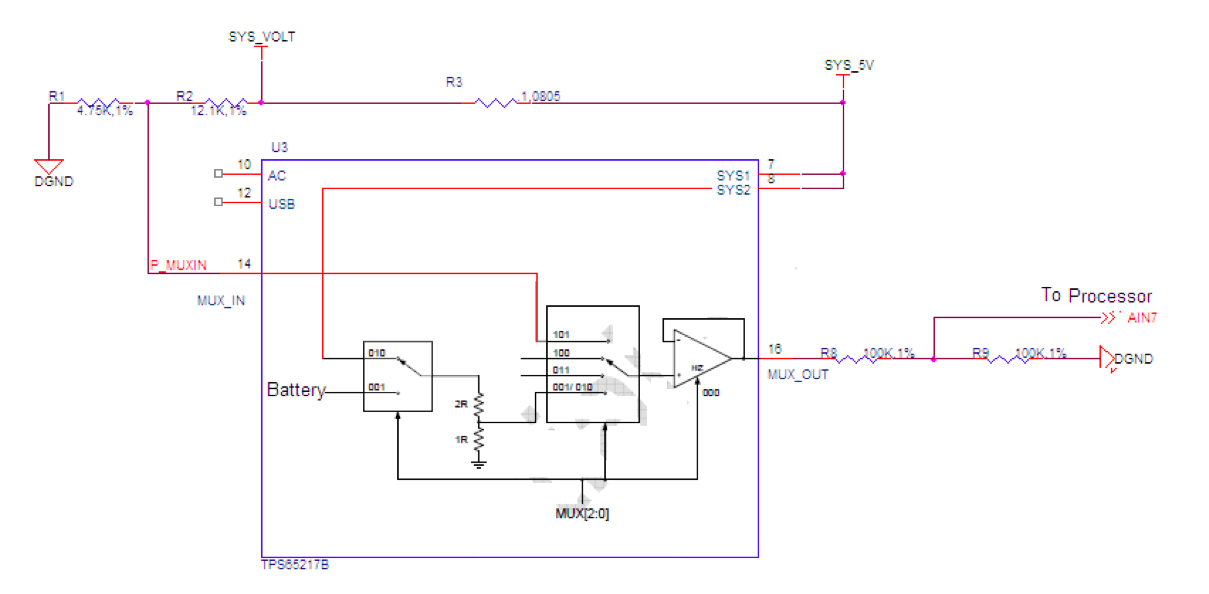 SYS_VOLT
SYS_5V
R1
4.75K,1%
R2
12.1K,1%
R3
.1,0805
DGND
U3
10
AC
12
USB
7
SYS1
8
SYS2
P_MUXIN
14
MUX_IN
To Processor
AIN7
010
001
Battery
2R
1R
101
100
011
001/ 010
-
+
HZ
000
16
MUX_OUT
R8
100K,1%
R9
100K,1%
DGND
MUX[2:0]
TPS65217B